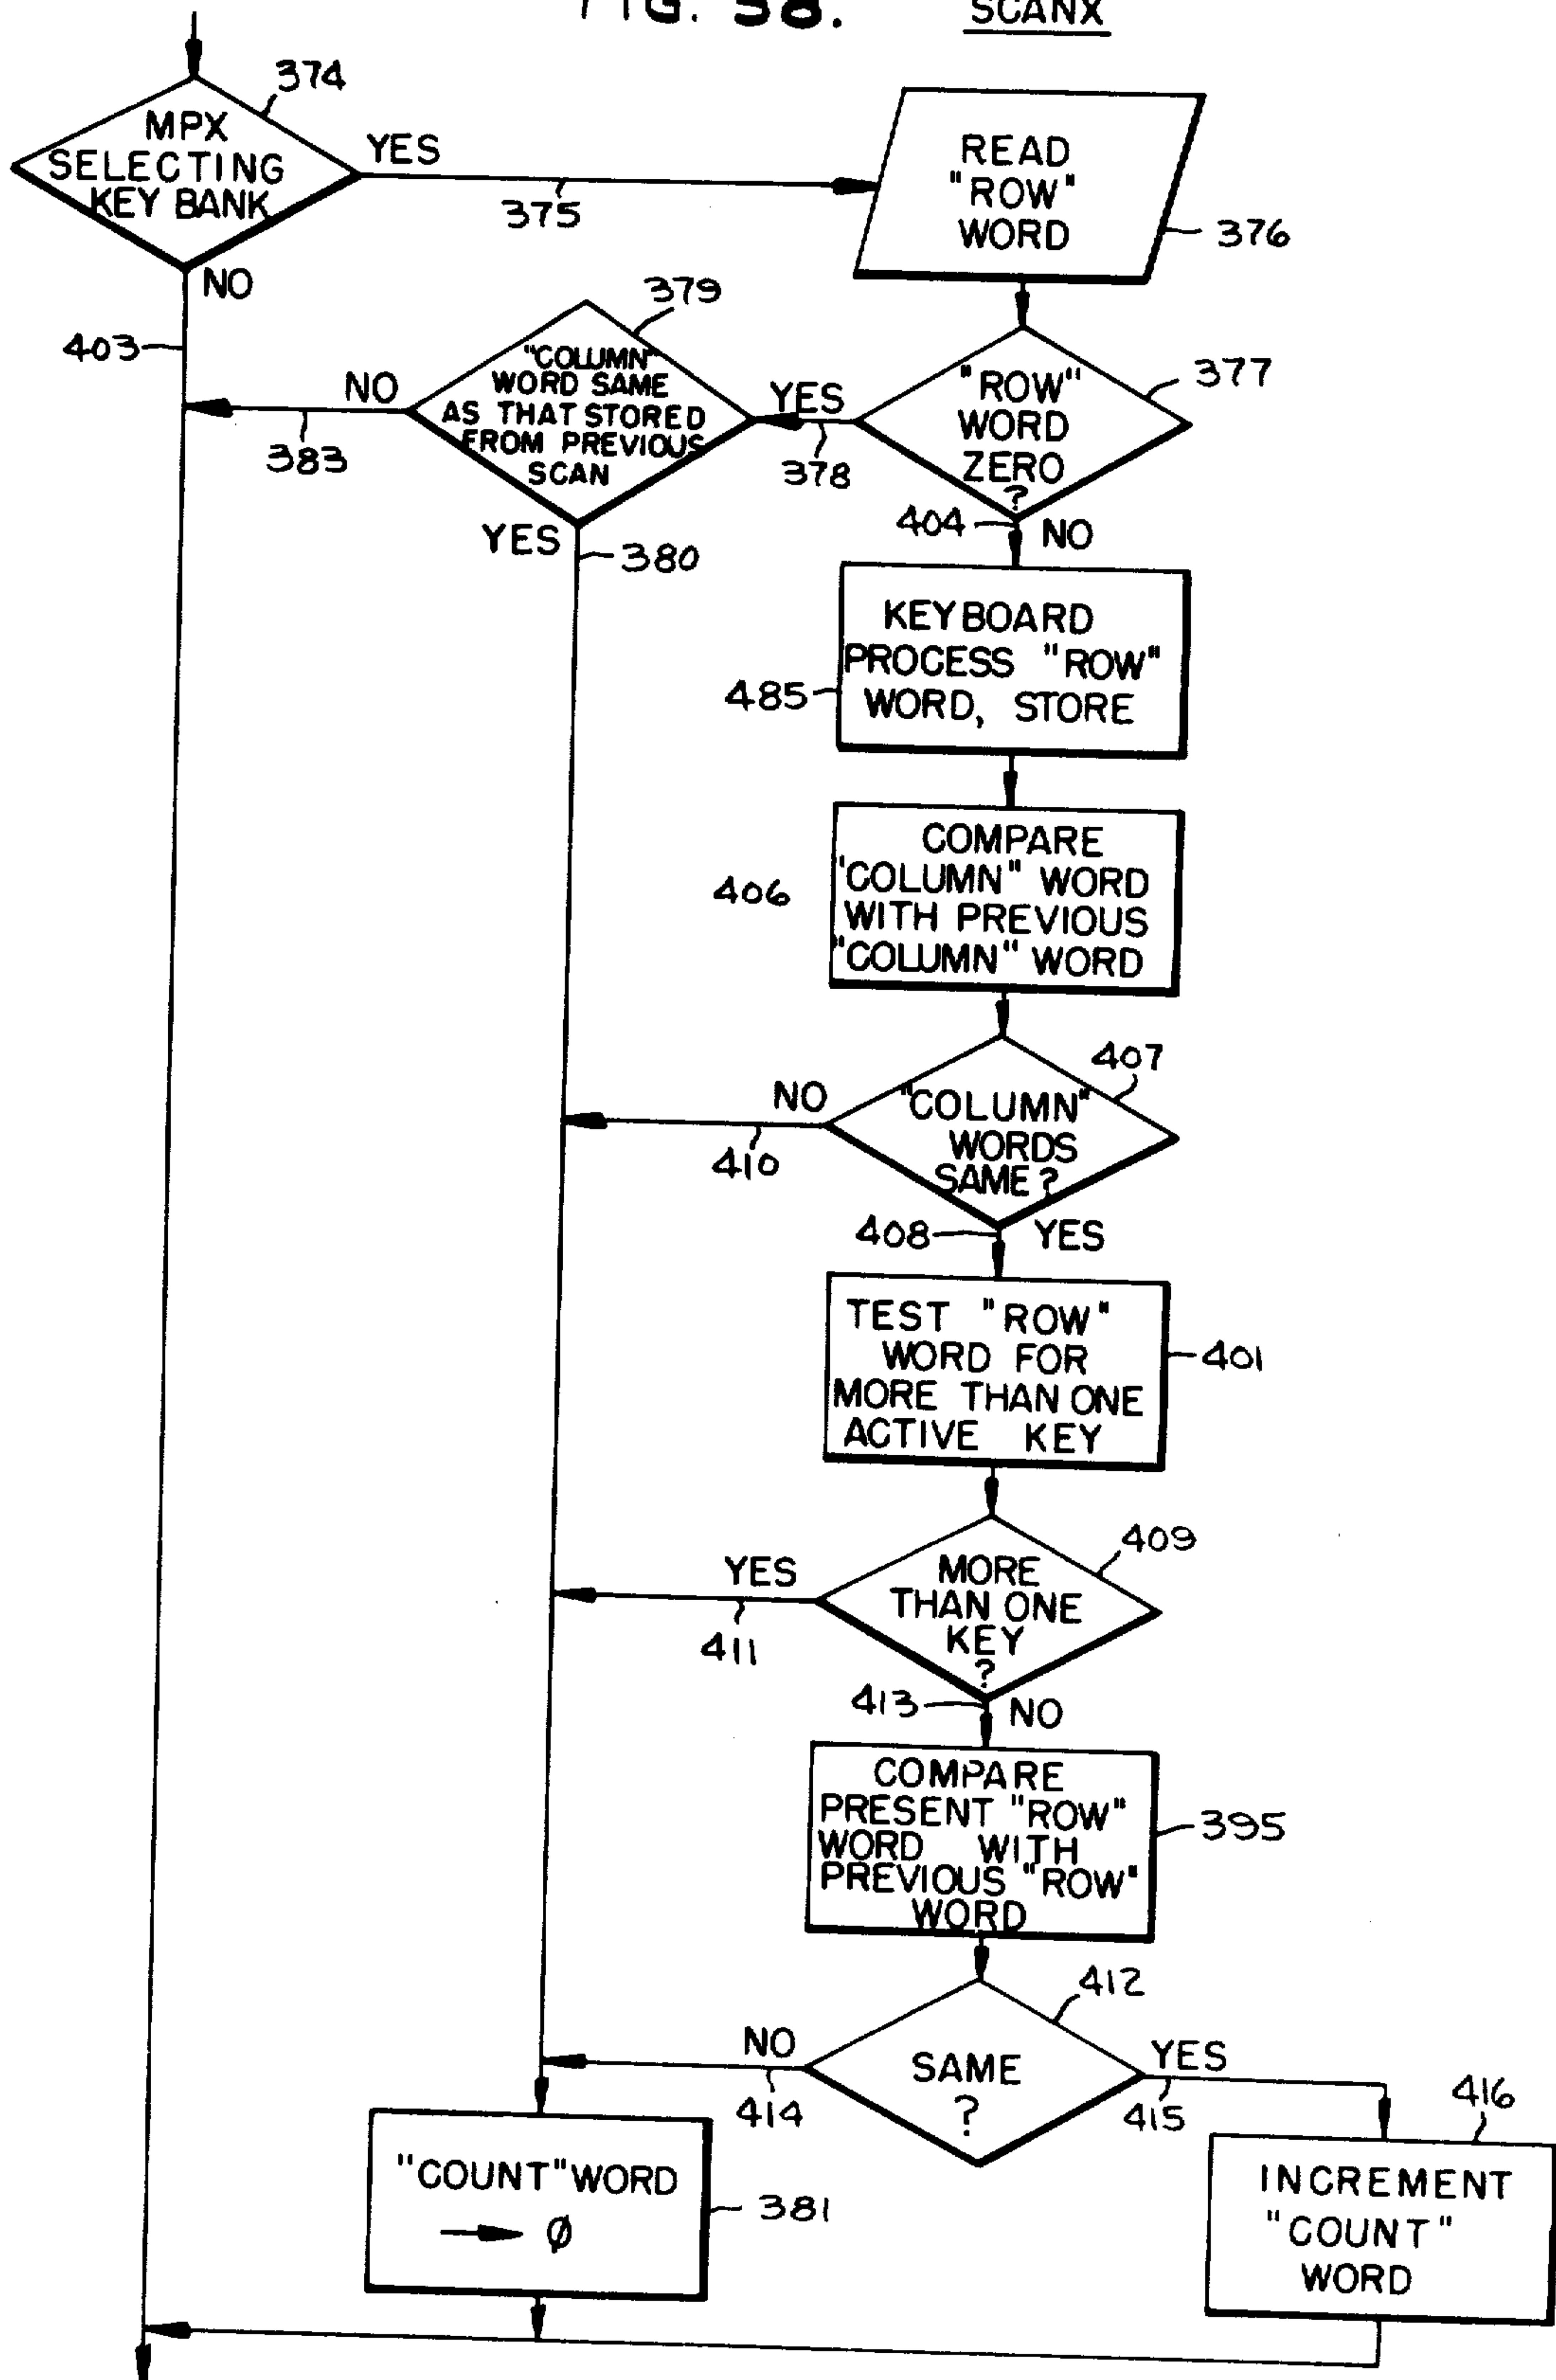 FIG. 38.
SCANX
374
MPX
SELECTING
KEY BANK
YES
375
NO
403
READ
"ROW"
WORD
376
379
"COLUMN"
WORD SAME
AS THAT STORED
FROM PREVIOUS
SCAN
NO
383
YES
380
YES
378
"ROW"
WORD
ZERO
?
377
404
NO
KEYBOARD
PROCESS "ROW"
WORD, STORE
485
COMPARE
'COLUMN" WORD
WITH PREVIOUS
"COLUMN" WORD
406
407
"COLUMN"
WORDS
SAME?
NO
410
408
YES
TEST "ROW"
WORD FOR
MORE THAN ONE
ACTIVE KEY
401
409
MORE
THAN ONE
KEY
?
YES
411
413
NO
COMPARE
PRESENT "ROW"
WORD WITH
PREVIOUS "ROW"
WORD
395
412
SAME
?
NO
414
YES
415
416
"COUNT" WORD
→ Ø
381
INCREMENT
"COUNT"
WORD